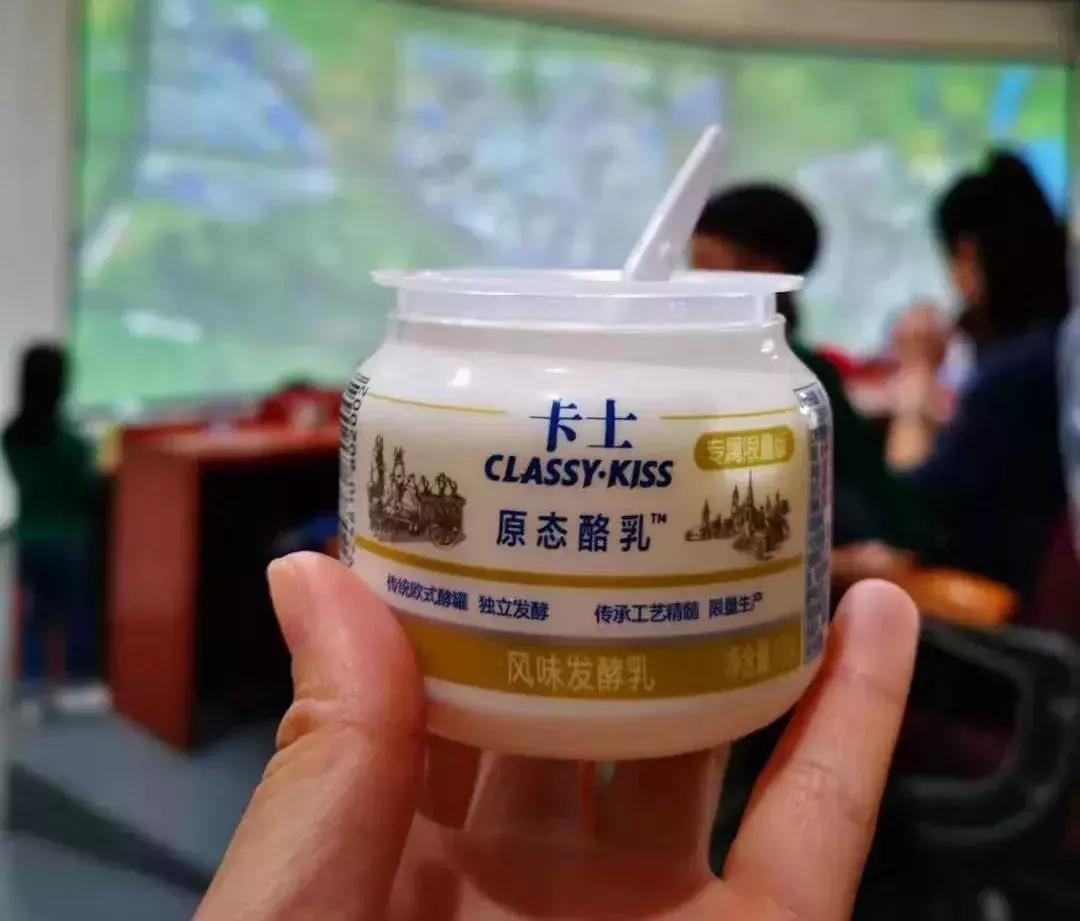 卡士
CLASSY·KISS
专属限量版
原态酪乳™
传统欧式酵罐 独立发酵 传承工艺精髓 限量生产
风味发酵乳 净含量